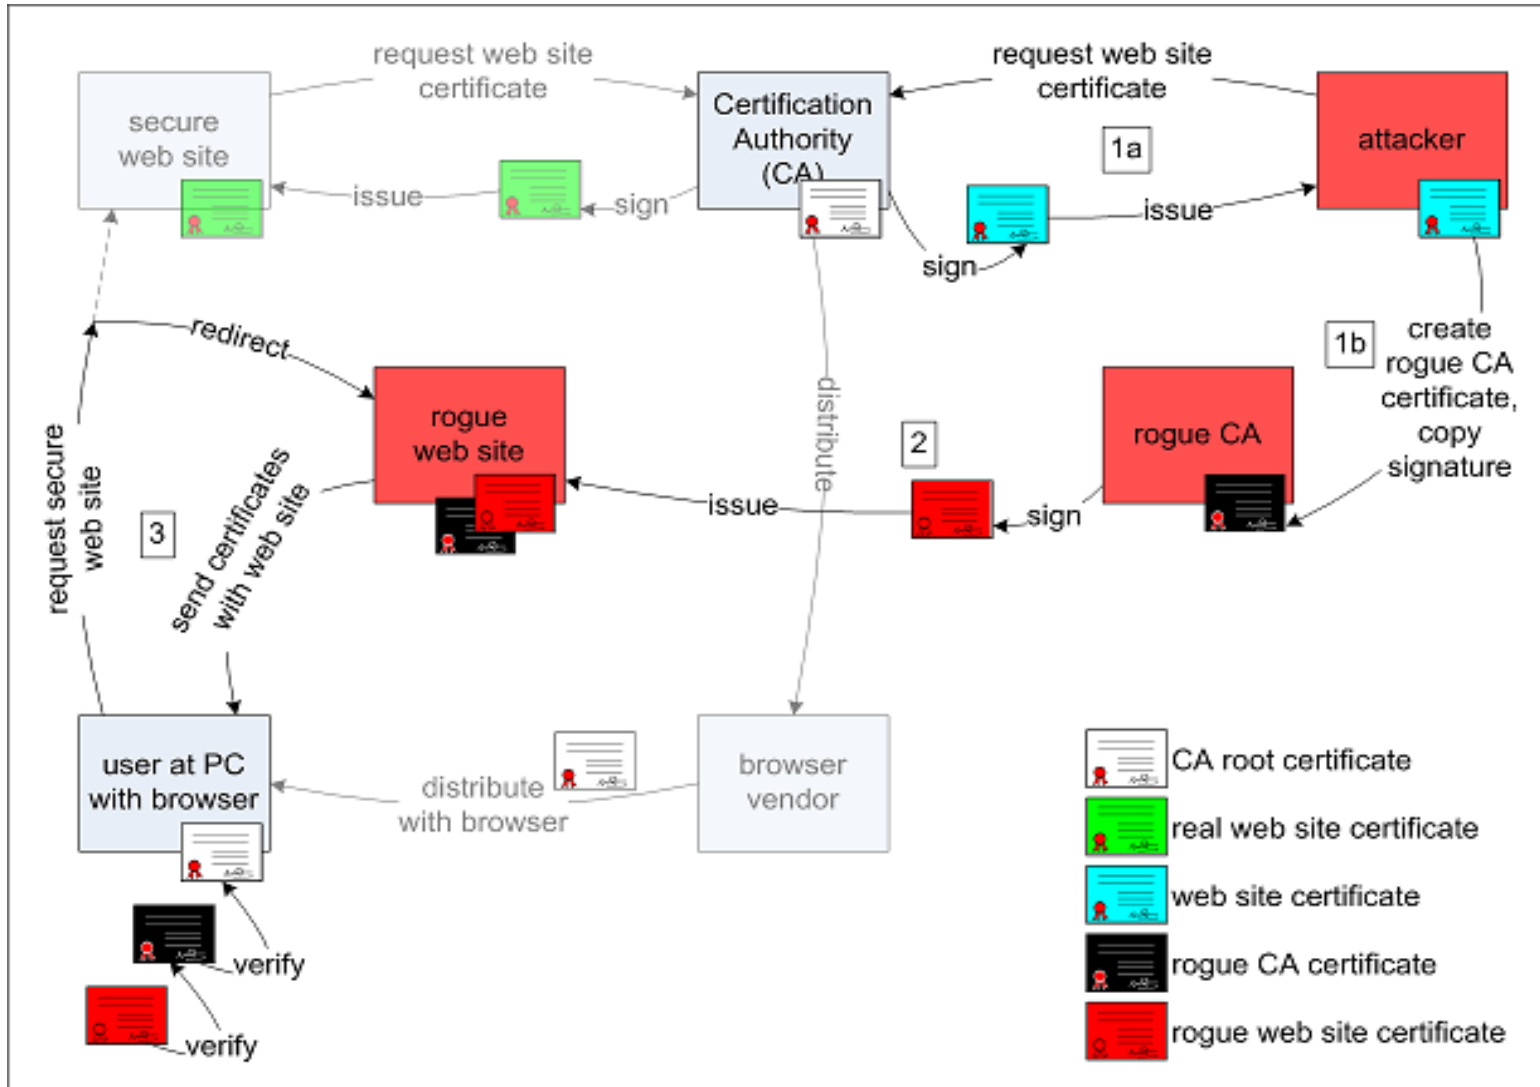 request web site
certificate
request web site
certificate
secure
web site
Certification
Authority
(CA)
1a
attacker
issue
sign
issue
sign
redirect
1b
create
rogue CA
certificate,
copy
signature
rogue
web site
distribute
2
rogue CA
issue
sign
request secure
web site
3
send certificates
with web site
user at PC
with browser
distribute
with browser
browser
vendor
verify
verify
CA root certificate
real web site certificate
web site certificate
rogue CA certificate
rogue web site certificate